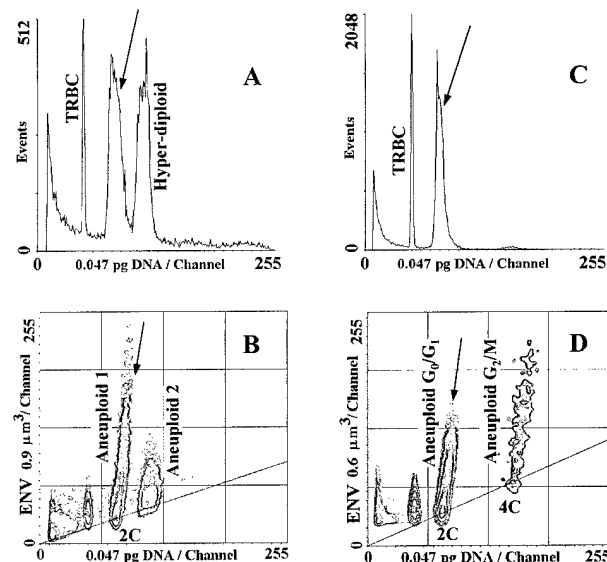 512
Events
0
TRBC
Hyper-diploid
A
0
0.047 pg DNA / Channel
255
2048
Events
0
TRBC
C
0
0.047 pg DNA / Channel
255
255
ENV 0.9 µm³/Channel
0
Aneuploid 1
Aneuploid 2
B
2C
0
0.047 pg DNA / Channel
255
255
ENV 0.6 µm³/Channel
0
Aneuploid G₀/G₁
Aneuploid G₂/M
D
2C
4C
0
0.047 pg DNA / Channel
255